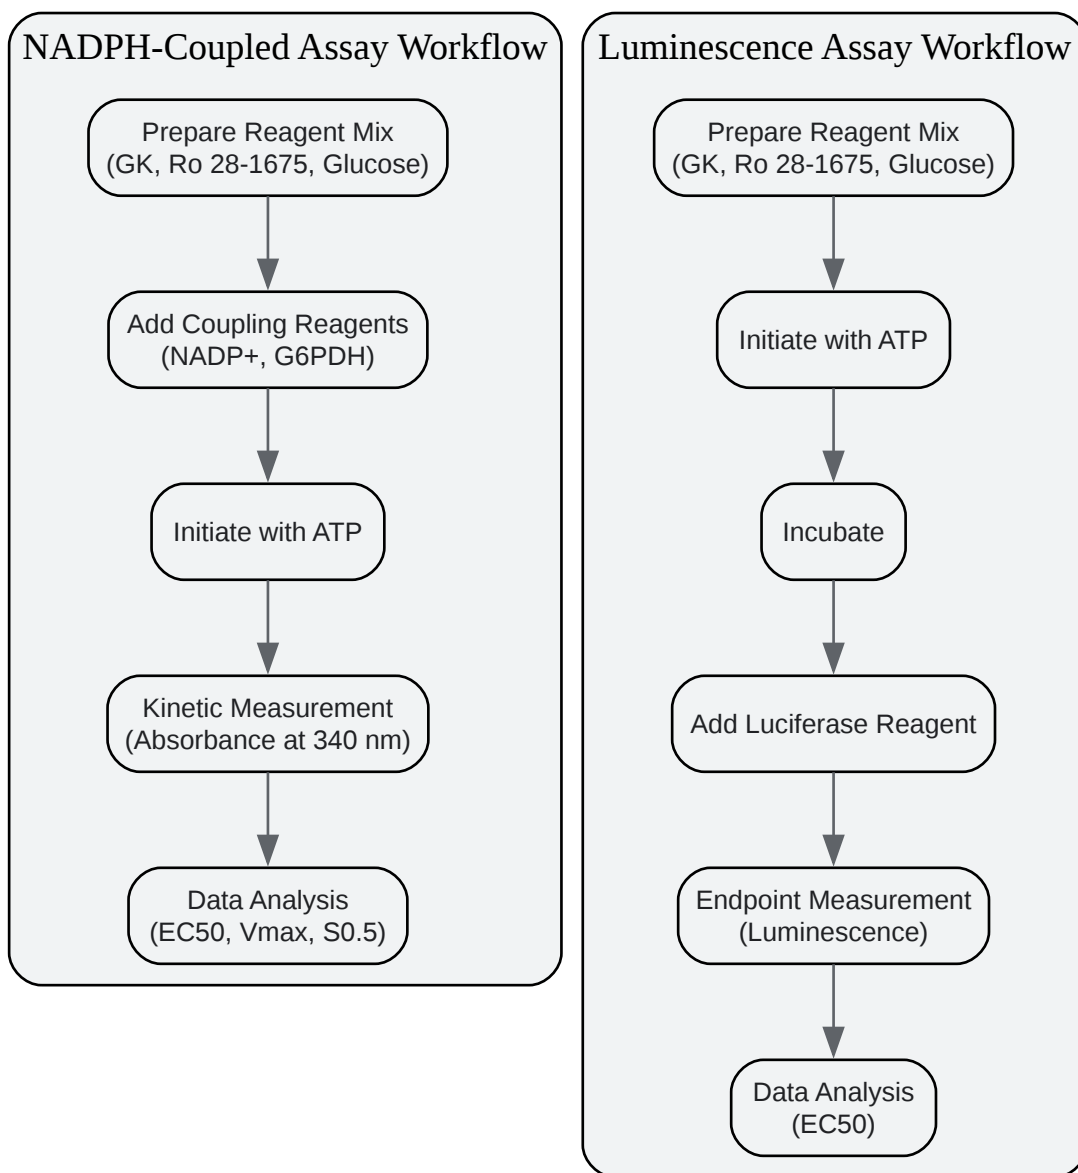 NADPH-Coupled Assay Workflow
Prepare Reagent Mix
(GK, Ro 28-1675, Glucose)
Add Coupling Reagents
(NADP+, G6PDH)
Initiate with ATP
Kinetic Measurement
(Absorbance at 340 nm)
Data Analysis
(EC50, Vmax, S0.5)
Luminescence Assay Workflow
Prepare Reagent Mix
(GK, Ro 28-1675, Glucose)
Initiate with ATP
Incubate
Add Luciferase Reagent
Endpoint Measurement
(Luminescence)
Data Analysis
(EC50)